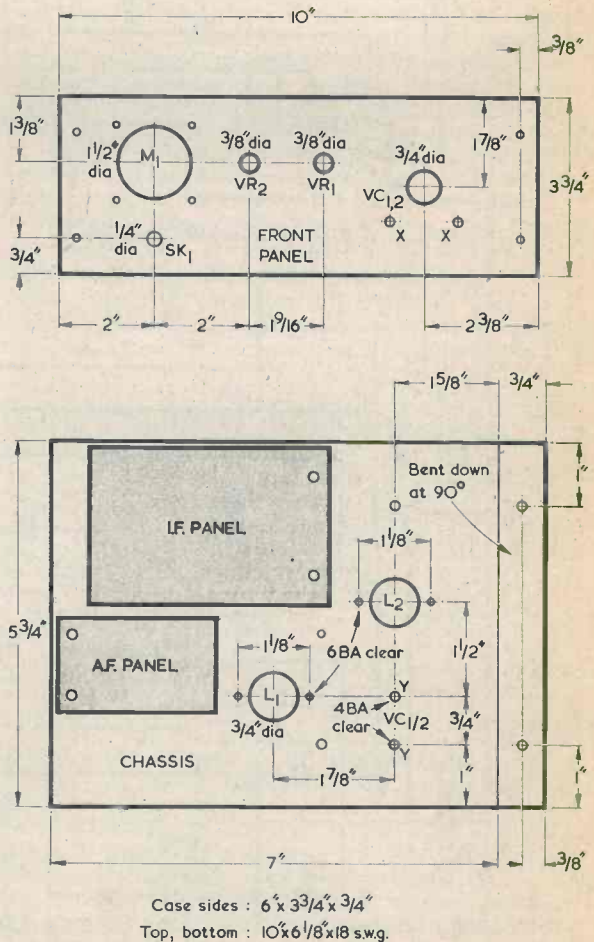 10"
3/8"
1 3/8"
1 1/2" dia
M1
3/8" dia
VR2
3/8" dia
VR1
3/4" dia
VC1,2
1 7/8"
3 3/4"
X X
1/4" dia
SK1
FRONT PANEL
3/4"
2"
2"
1 9/16"
2 3/8"
1 5/8"
3/4"
Bent down at 90°
1"
I.F. PANEL
1 1/8"
L2
5 3/4"
6BA clear
1 1/2"
A.F. PANEL
1 1/8"
L1
4BA clear
Y
VC1/2
3/4"
3/4" dia
Y
CHASSIS
1 7/8"
1"
1"
7"
3/8"
Case sides : 6"x 3 3/4"x 3/4"
Top, bottom : 10"x6 1/8"x18 s.w.g.